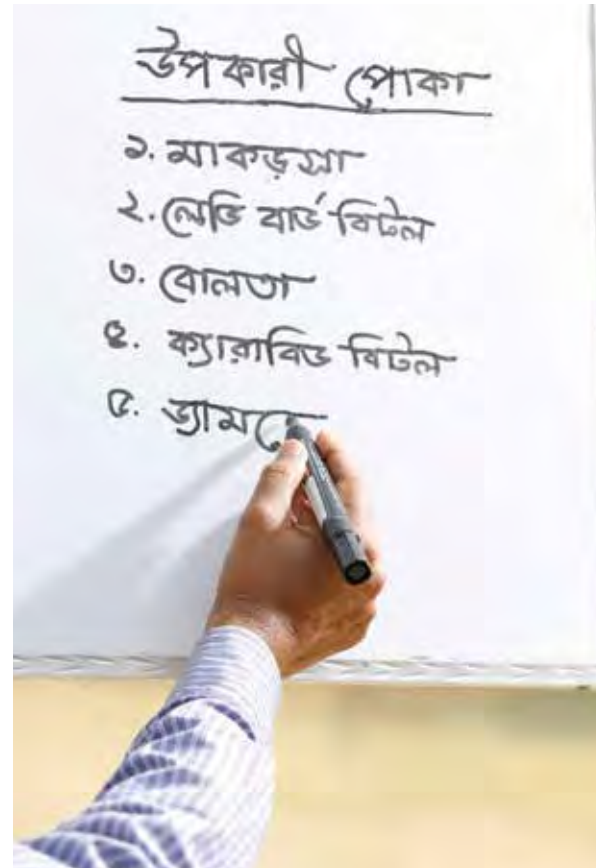 উপকারী পোকা
১. মাকড়সা
২. লেডি বার্ড বিটল
৩. বোলতা
৪. ক্যারাবিড বিটল
৫.